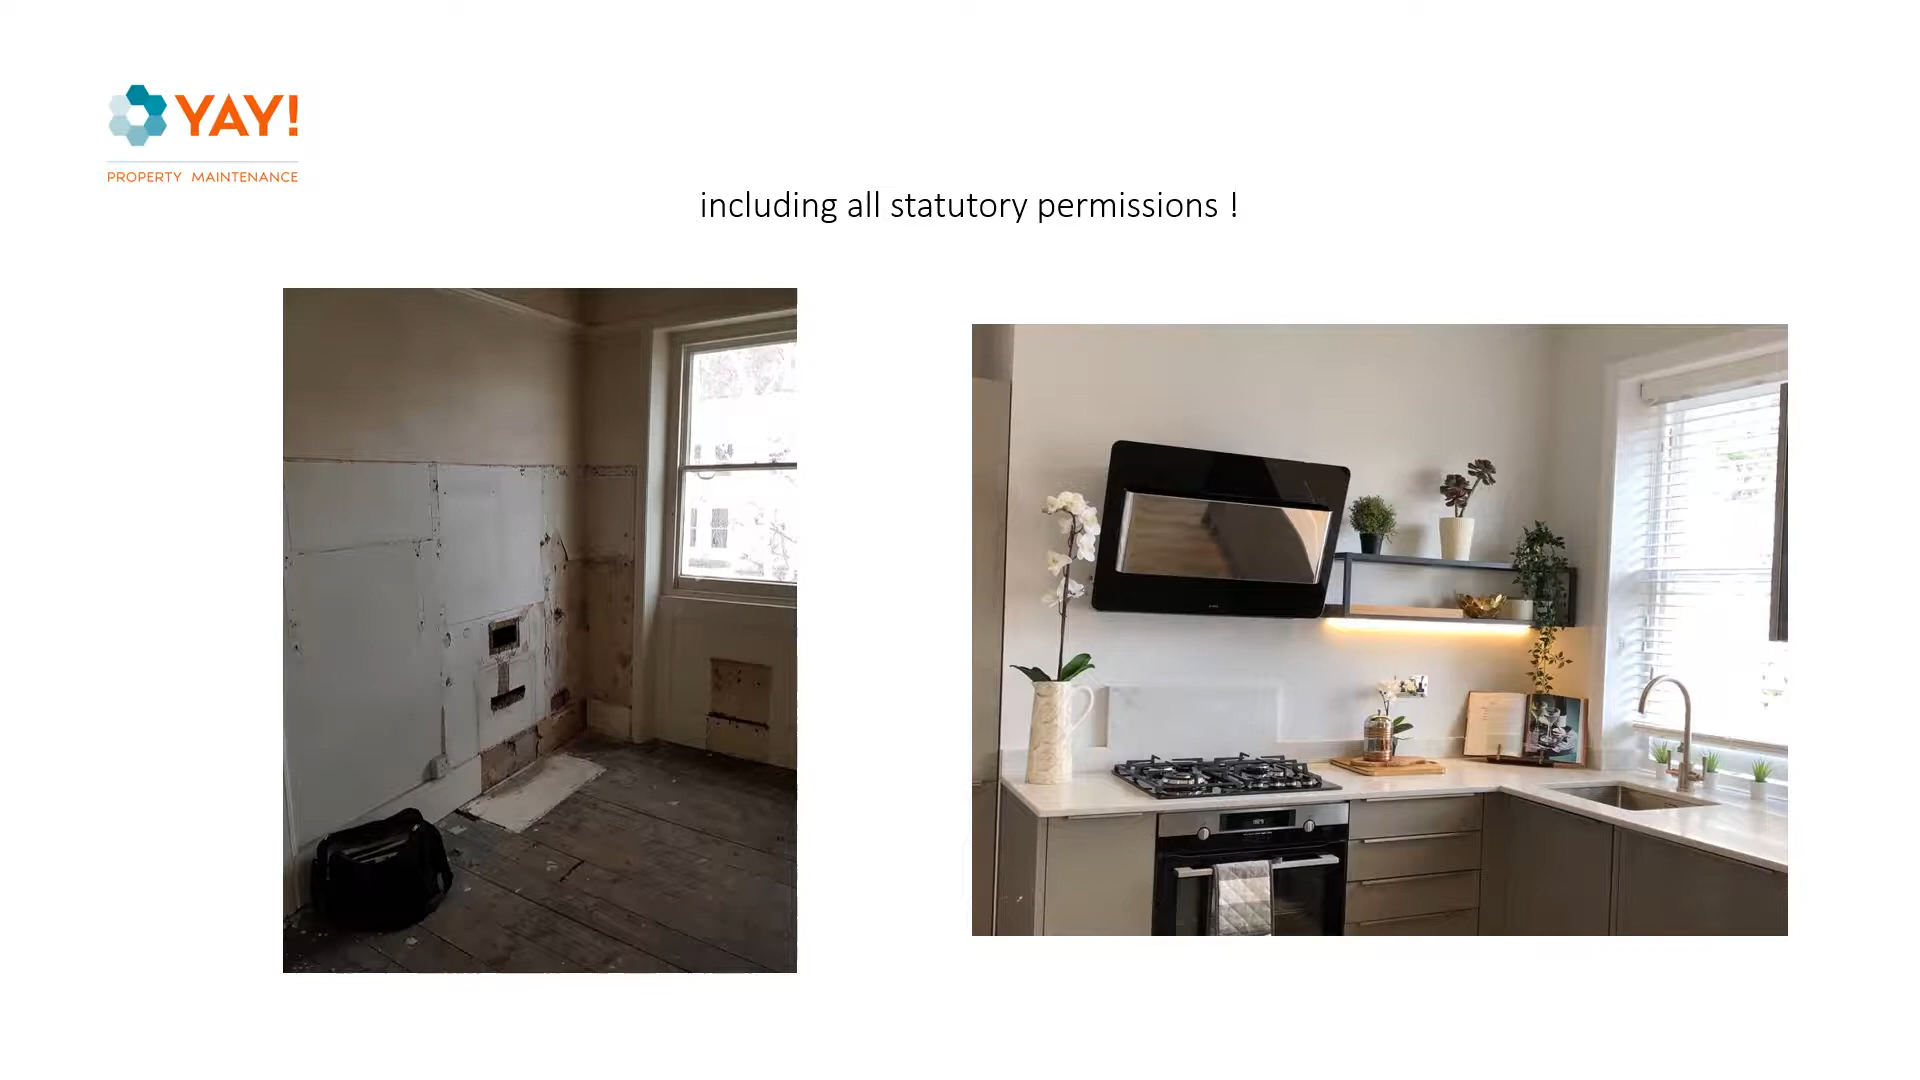 YAY!
PROPERTY MAINTENANCE
including all statutory permissions !